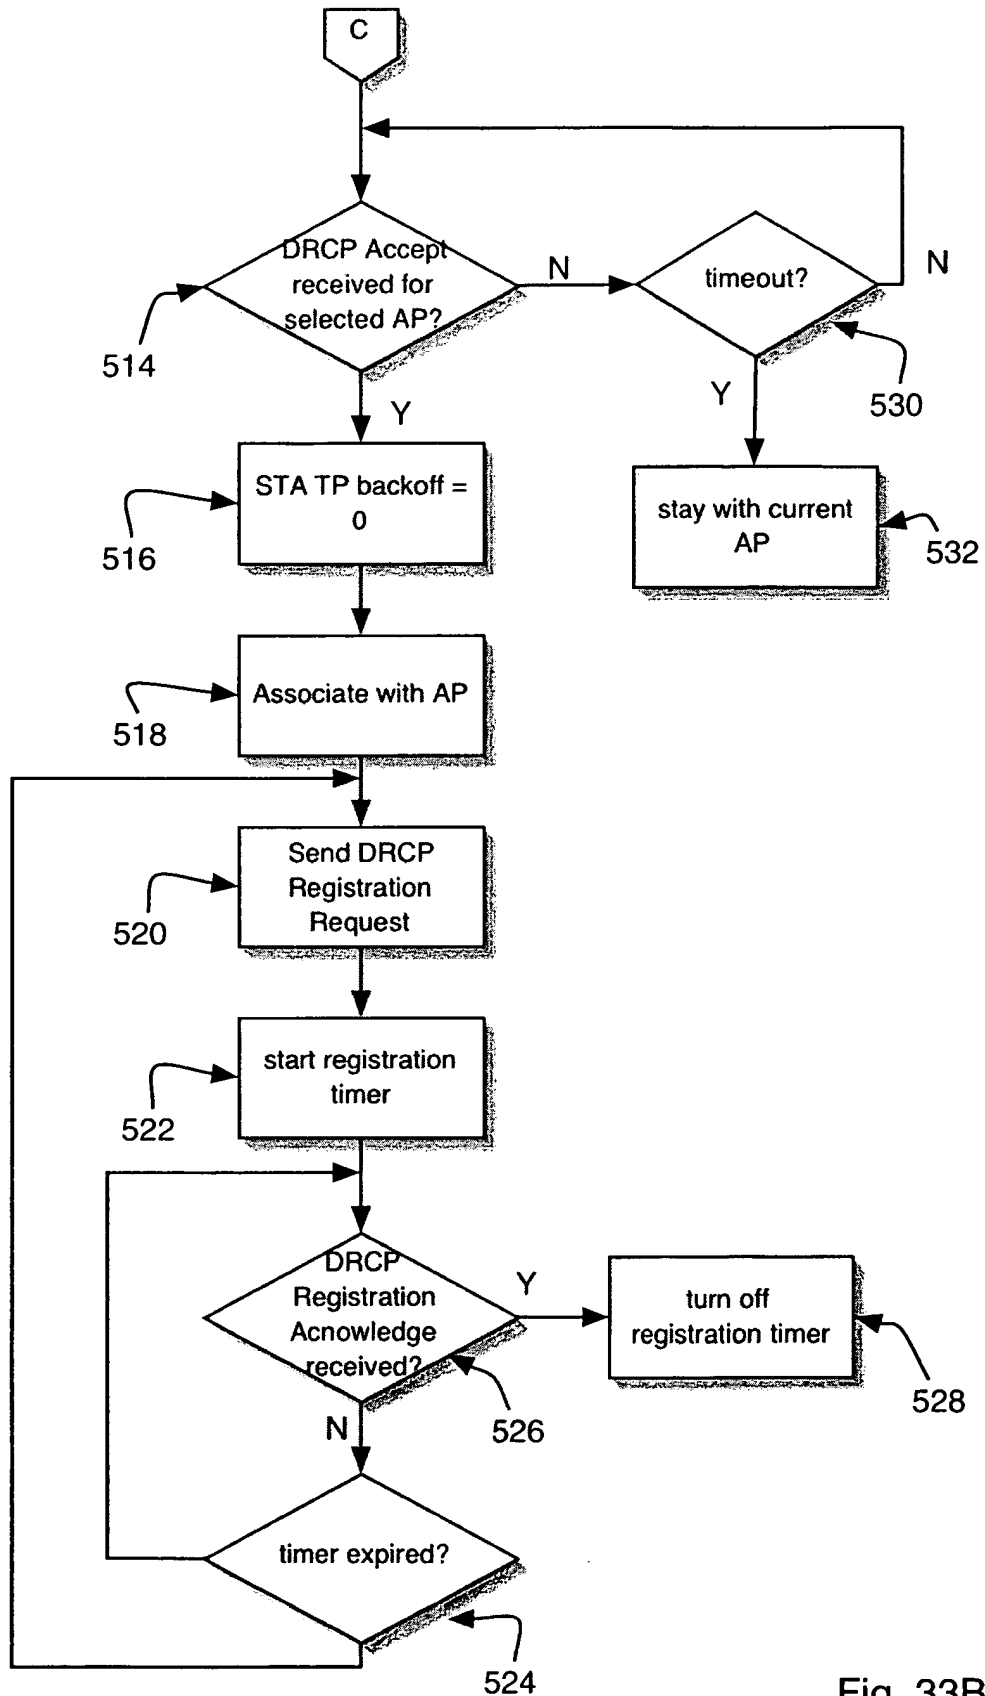 C
DRCP Accept
received for
selected AP?
N
timeout?
N
514
530
Y
Y
STA TP backoff =
0
516
stay with current
AP
532
Associate with AP
518
Send DRCP
Registration
Request
520
start registration
timer
522
DRCP
Registration
Acnowledge
received?
Y
turn off
registration timer
526
528
N
timer expired?
524
Fig. 33B